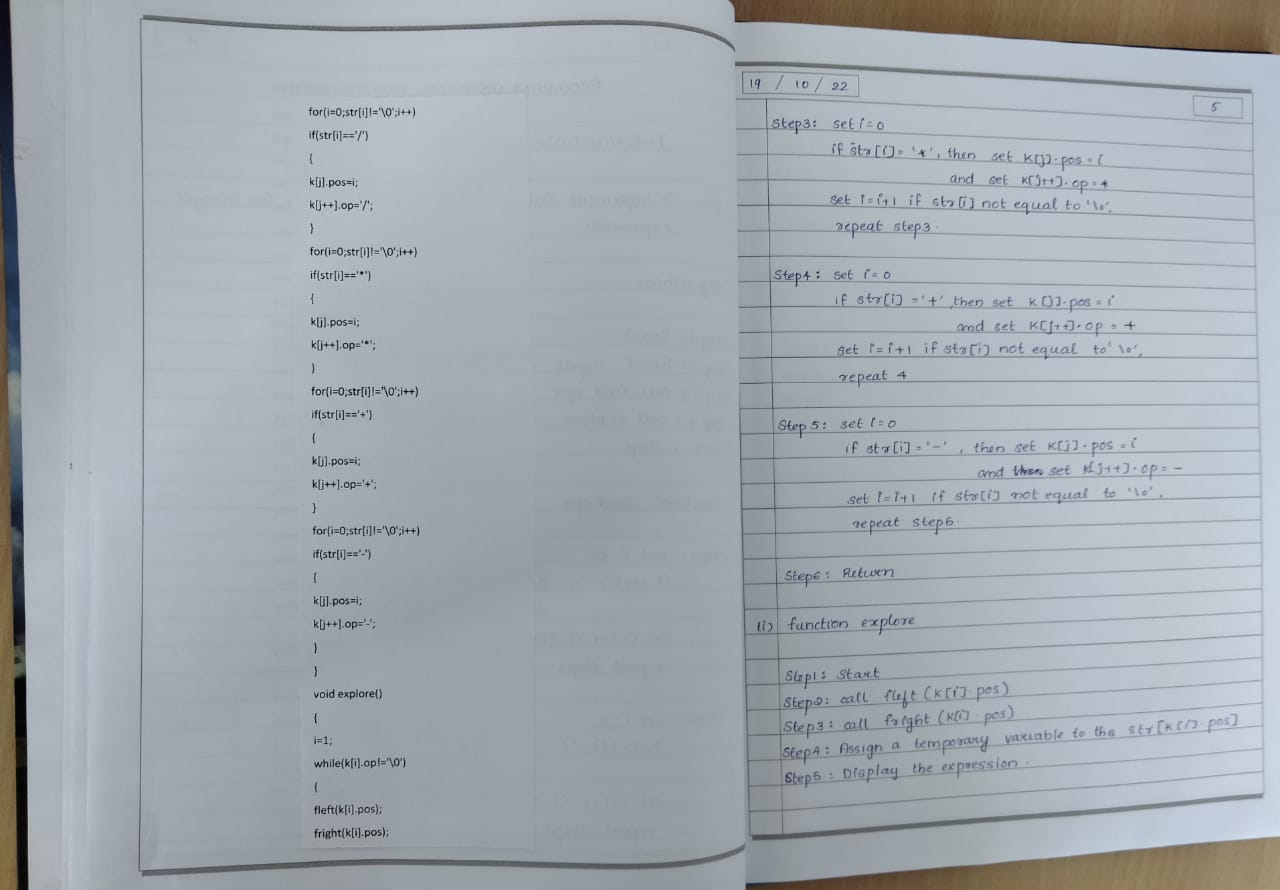 for(i=0;str[i]!='\0';i++)
if(str[i]=='/')
{
k[j].pos=i;
k[j++].op='/';
}
for(i=0;str[i]!='\0';i++)
if(str[i]=='*')
{
k[j].pos=i;
k[j++].op='*';
}
for(i=0;str[i]!='\0';i++)
if(str[i]=='+')
{
k[j].pos=i;
k[j++].op='+';
}
for(i=0;str[i]!='\0';i++)
if(str[i]=='-')
{
k[j].pos=i;
k[j++].op='-';
}
}
void explore()
{
i=1;
while(k[i].op!='\0')
{
fleft(k[i].pos);
fright(k[i].pos);
19 / 10 / 22
5
Step3: set i=0
if str[i]= '*', then set K[j].pos = i
and set K[j++].op=*
set i=i+1 if str[i] not equal to '\0',
repeat step3.
Step4: set i=0
if str[i] ='+', then set K[j].pos = i
and set K[j++].op = +
set i=i+1 if str[i] not equal to '\0',
repeat 4
Step 5: set i=0
if str[i] = '-', then set K[j].pos = i
and set K[j++].op= -
set i=i+1 if str[i] not equal to '\0',
repeat step5.
Step6: Return
(i) function explore
Step1: Start
Step2: call fleft (K[i].pos)
Step3: call fright (K[i].pos)
Step4: Assign a temporary variable to the str[K[i].pos]
Step5: Display the expression.